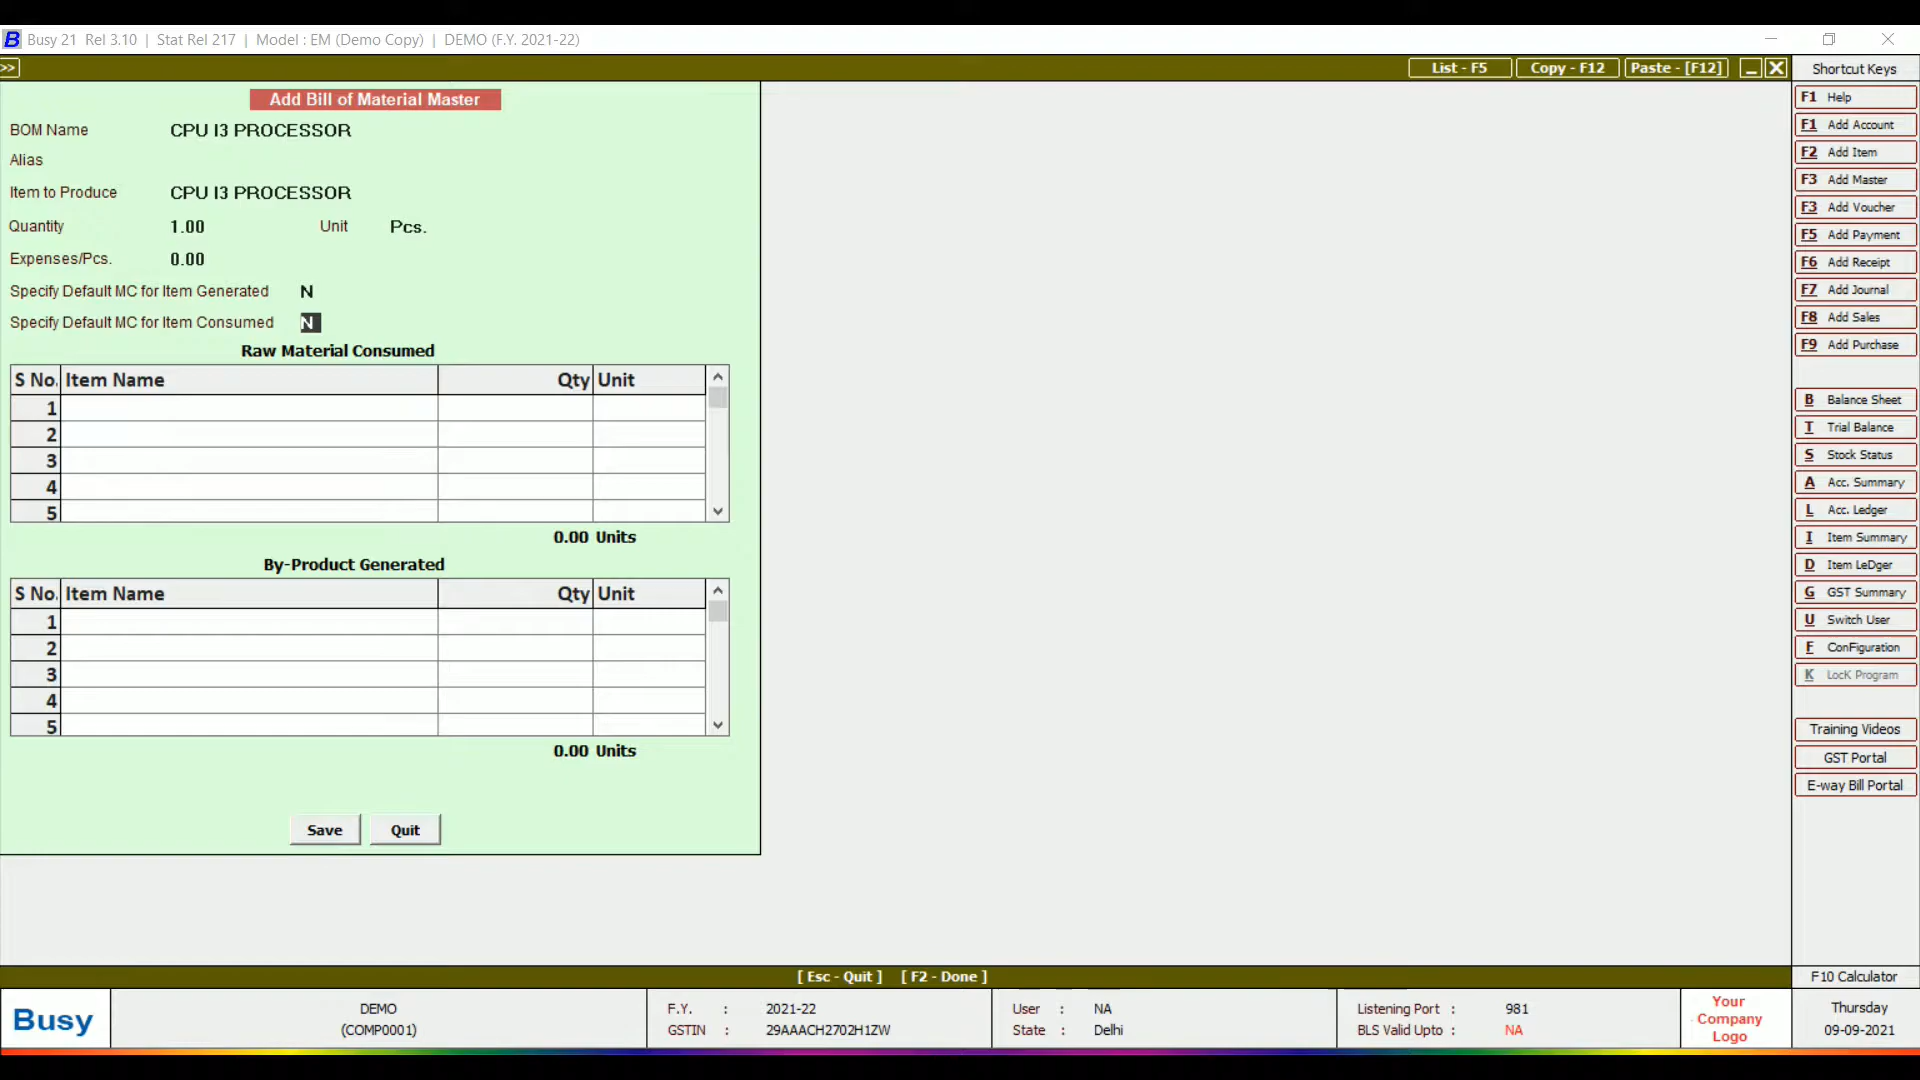 B Busy 21 Rel 3.10 | Stat Rel 217 | Model : EM (Demo Copy) | DEMO (F.Y. 2021-22)
>> List - F5 Copy - F12 Paste - [F12] Shortcut Keys
Add Bill of Material Master
BOM Name CPU I3 PROCESSOR
Alias
Item to Produce CPU I3 PROCESSOR
Quantity 1.00 Unit Pcs.
Expenses/Pcs. 0.00
Specify Default MC for Item Generated N
Specify Default MC for Item Consumed N
Raw Material Consumed
S No. Item Name Qty Unit
1
2
3
4
5
0.00 Units
By-Product Generated
S No. Item Name Qty Unit
1
2
3
4
5
0.00 Units
Save Quit
F1 Help
F1 Add Account
F2 Add Item
F3 Add Master
F3 Add Voucher
F5 Add Payment
F6 Add Receipt
F7 Add Journal
F8 Add Sales
F9 Add Purchase
B Balance Sheet
T Trial Balance
S Stock Status
A Acc. Summary
L Acc. Ledger
I Item Summary
D Item LeDger
G GST Summary
U Switch User
F ConFiguration
K LocK Program
Training Videos
GST Portal
E-way Bill Portal
[ Esc - Quit ] [ F2 - Done ] F10 Calculator
Busy
DEMO
(COMP0001)
F.Y. : 2021-22
GSTIN : 29AAACH2702H1ZW
User : NA
State : Delhi
Listening Port : 981
BLS Valid Upto : NA
Your
Company
Logo
Thursday
09-09-2021